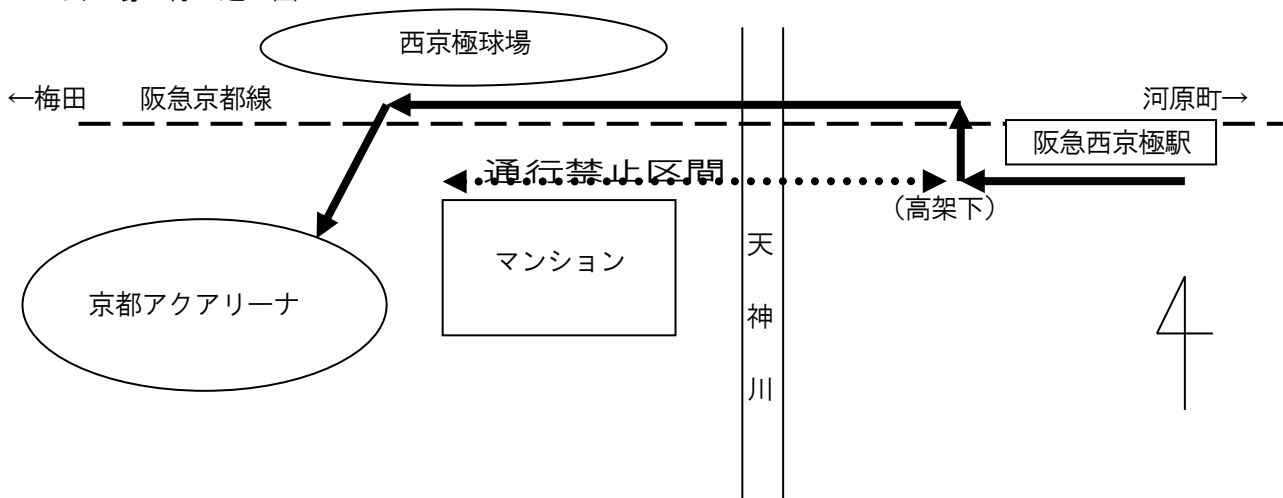 西京極球場
←梅田
阪急京都線
河原町→
阪急西京極駅
通行禁止区間
（高架下）
マンション
天神川
京都アクアリーナ